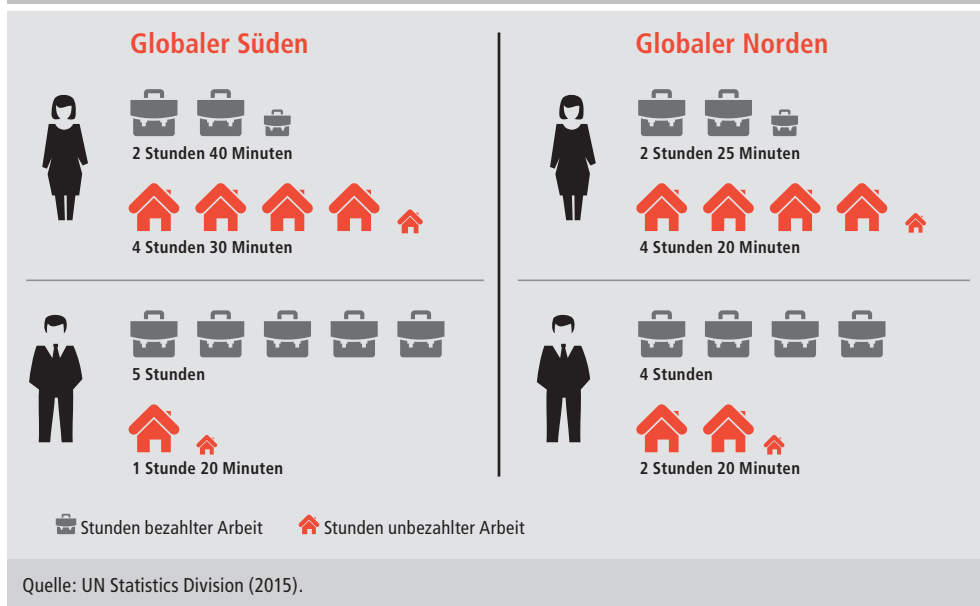 Globaler Süden
2 Stunden 40 Minuten
4 Stunden 30 Minuten
5 Stunden
1 Stunde 20 Minuten
Globaler Norden
2 Stunden 25 Minuten
4 Stunden 20 Minuten
4 Stunden
2 Stunden 20 Minuten
Stunden bezahlter Arbeit
Stunden unbezahlter Arbeit
Quelle: UN Statistics Division (2015).